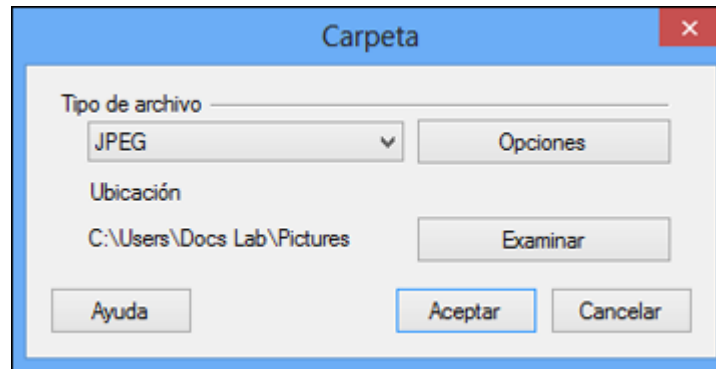 Carpeta
Tipo de archivo
JPEG
Opciones
Ubicación
C:\Users\Docs Lab\Pictures
Examinar
Ayuda
Aceptar
Cancelar